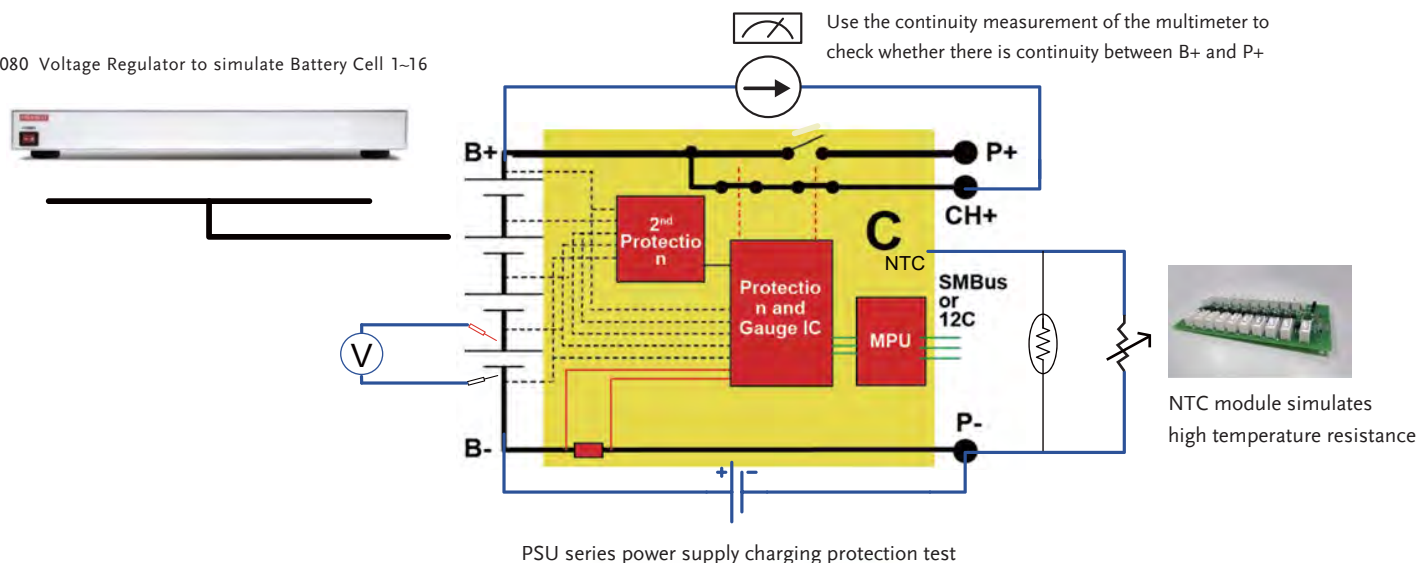 Use the continuity measurement of the multimeter to
check whether there is continuity between B+ and P+
080 Voltage Regulator to simulate Battery Cell 1~16
B+
P+
CH+
2nd
Protectio
n
C
NTC
Protectio
n and
Gauge IC
MPU
SMBus
or
12C
V
NTC module simulates
high temperature resistance
P-
B-
+ -
PSU series power supply charging protection test